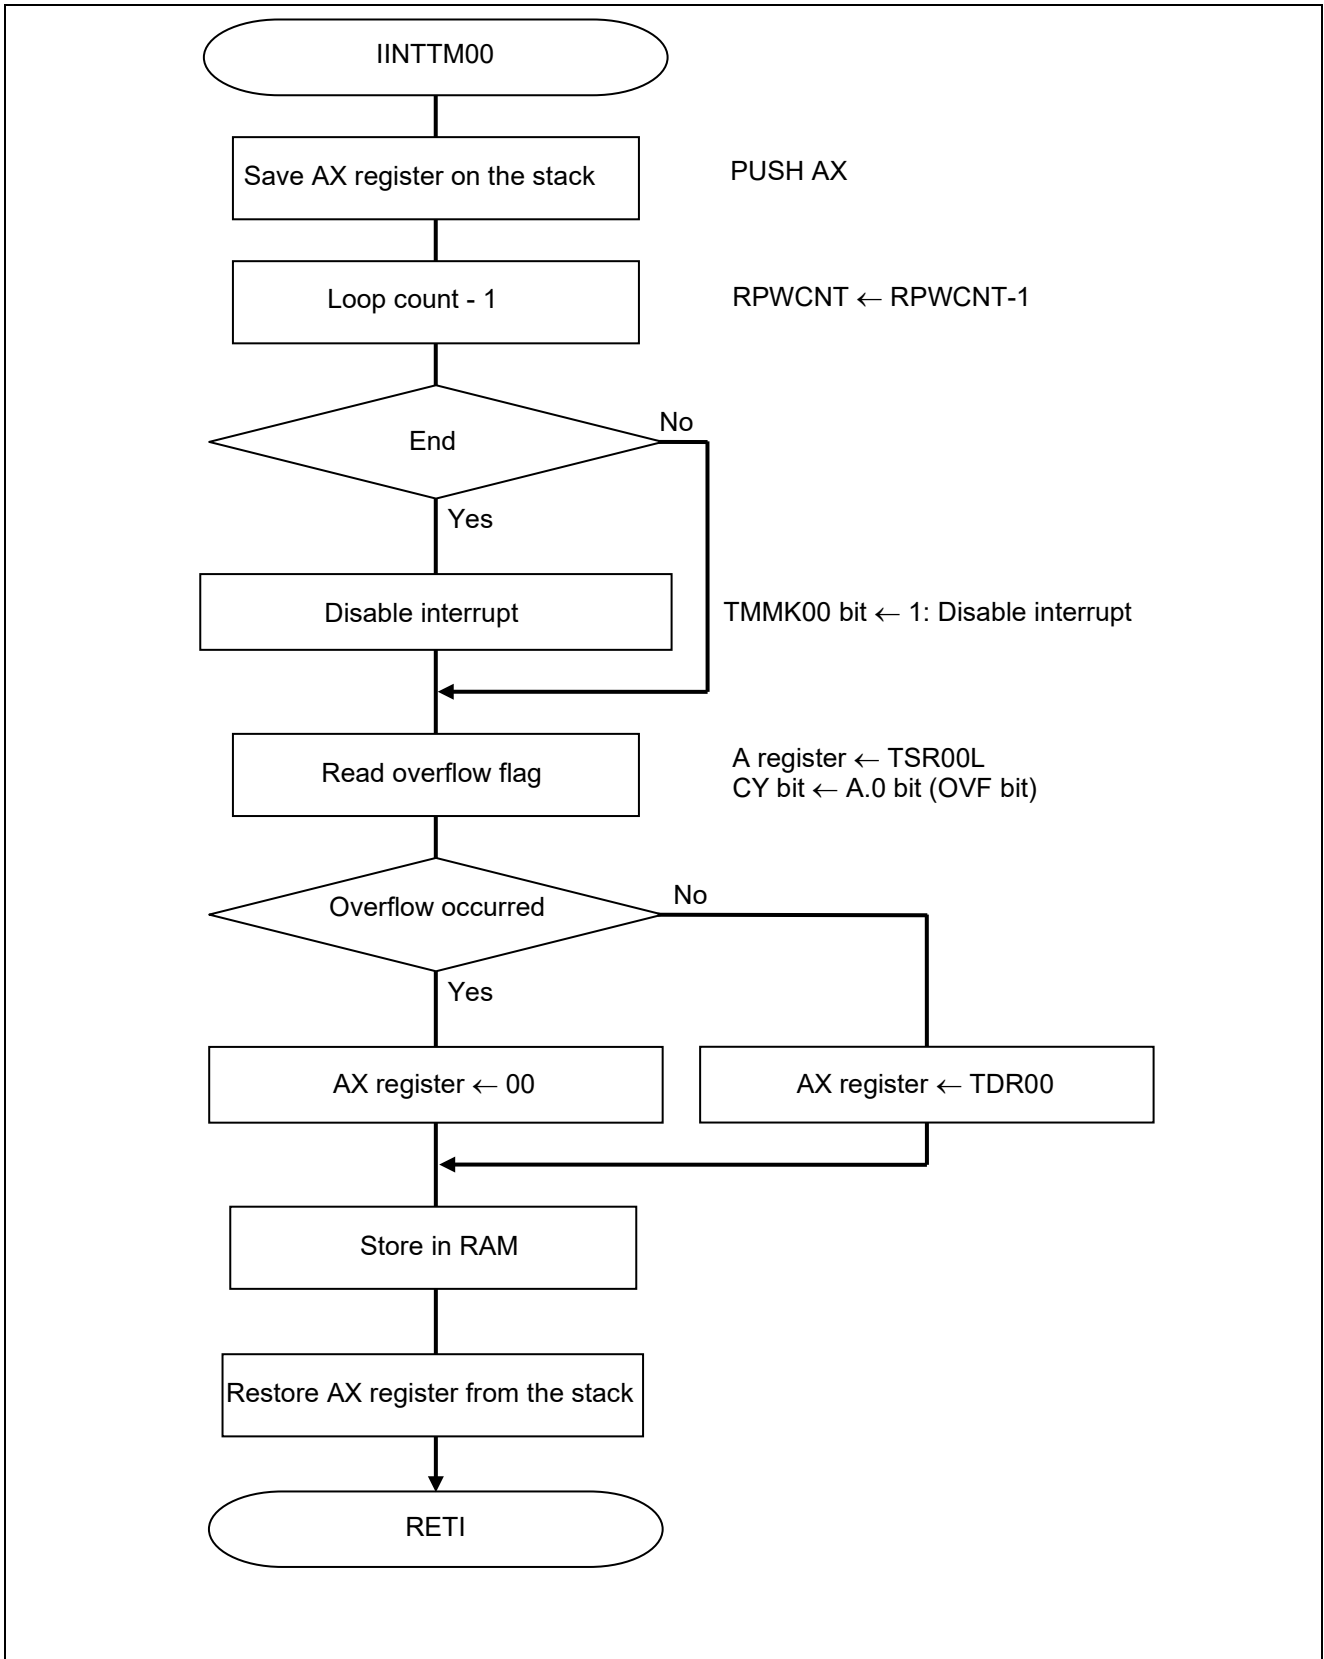 IINTTM00
Save AX register on the stack
PUSH AX
Loop count - 1
RPWCNT ← RPWCNT-1
End
No
Yes
Disable interrupt
TMMK00 bit ← 1: Disable interrupt
Read overflow flag
A register ← TSR00L
CY bit ← A.0 bit (OVF bit)
Overflow occurred
No
Yes
AX register ← 00
AX register ← TDR00
Store in RAM
Restore AX register from the stack
RETI